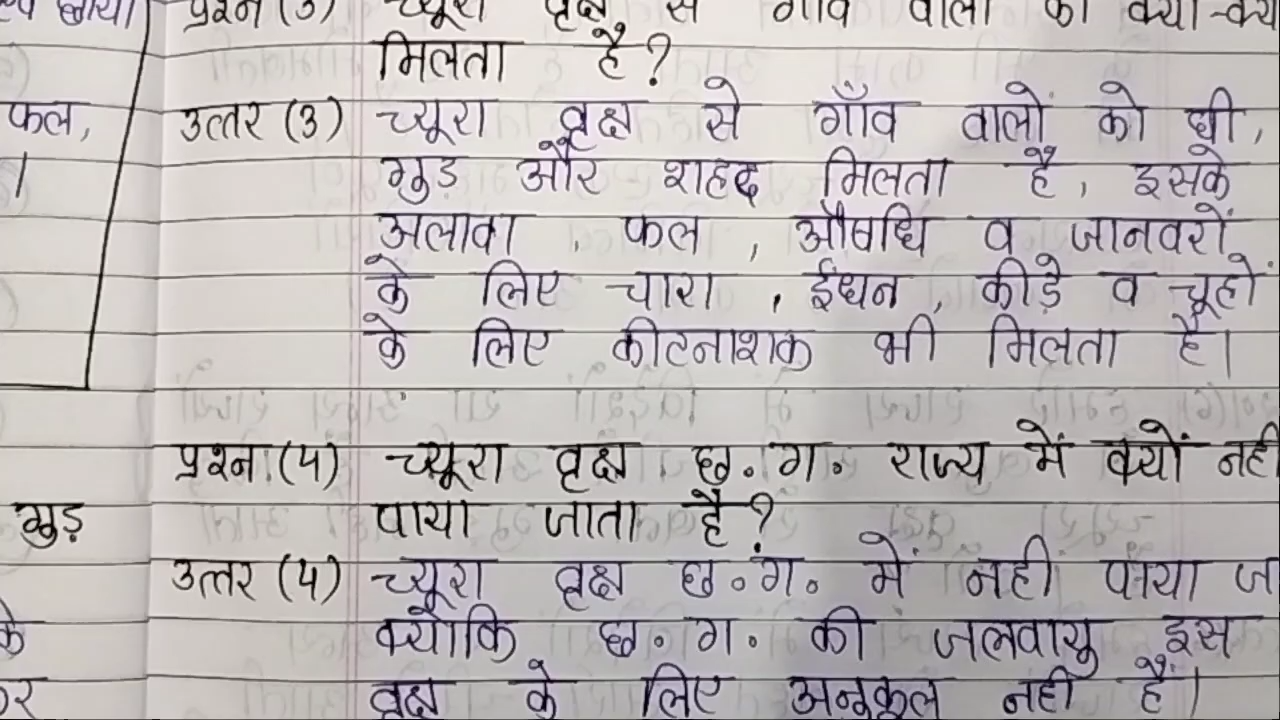 प्रश्न (3) च्यूरा वृक्ष से गाँव वालों को क्या-क्या
मिलता है?
फल,
उत्तर (3) च्यूरा वृक्ष से गाँव वालों को घी,
गुड़ और शहद मिलता है, इसके
अलावा , फल , औषधि व जानवरों
के लिए चारा , ईंधन , कीड़े व चूहों
के लिए कीटनाशक भी मिलता है।
प्रश्न (4) च्यूरा वृक्ष छ.ग. राज्य में क्यों नही
गुड़
पाया जाता है?
उत्तर (4) च्यूरा वृक्ष छ.ग. में नही पाया ज
के
क्योकि छ.ग. की जलवायु इस
वृक्ष के लिए अनुकूल नही है।